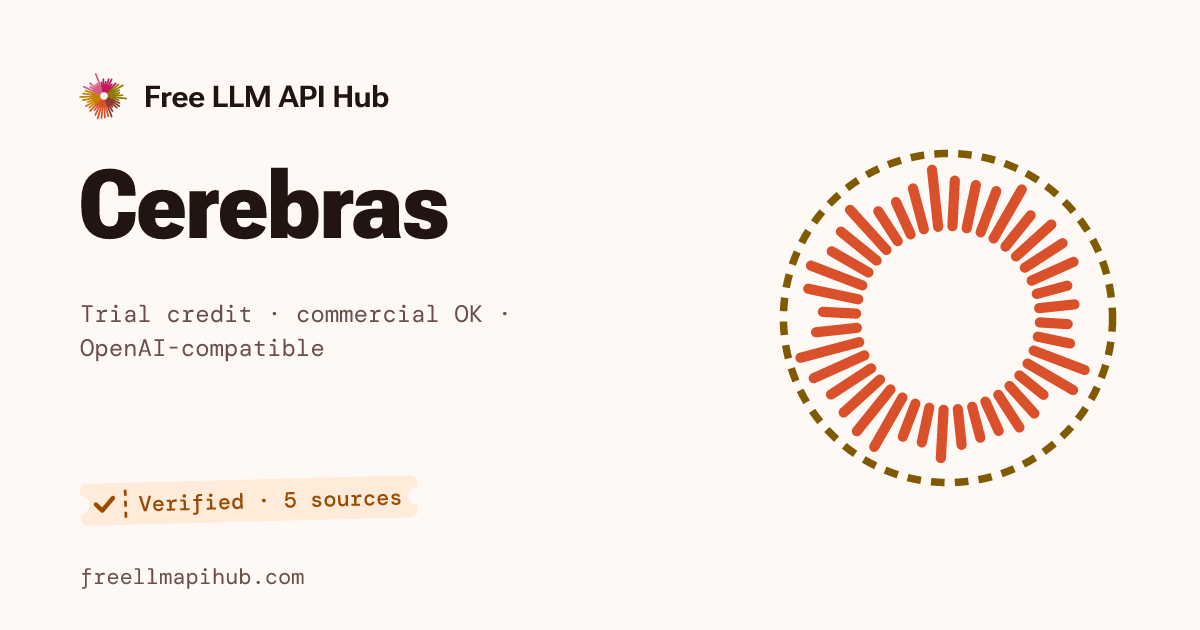 Free LLM API Hub
Cerebras
Trial credit · commercial OK ·
OpenAI-compatible
Verified · 5 sources
freellmapihub.com